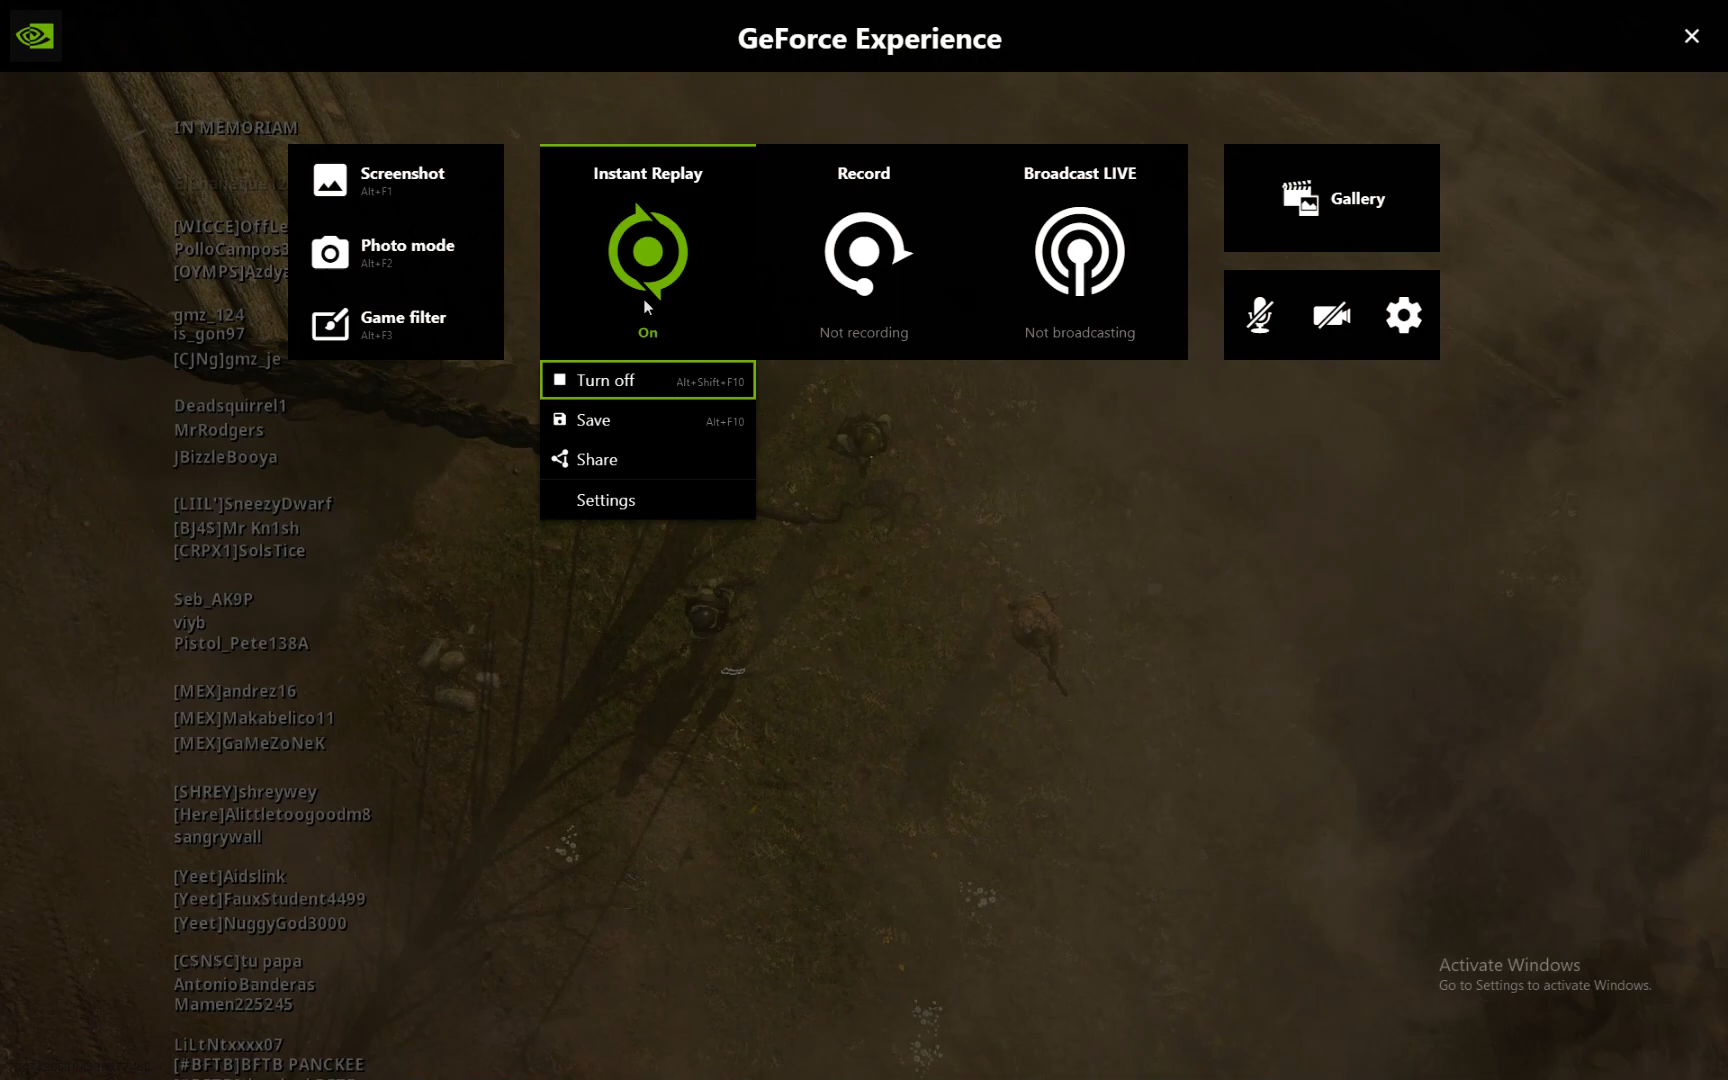 GeForce Experience
IN MEMORIAM
Screenshot
Alt+F1
Photo mode
Alt+F2
Game filter
Alt+F3
Instant Replay
On
Record
Not recording
Broadcast LIVE
Not broadcasting
Gallery
Turn off Alt+Shift+F10
Save Alt+F10
Share
Settings
[WICCE]OffLe
PolloCampos3
[OYMPS]Azdya
gmz_124
is_gon97
[CJNg]gmz_je
Deadsquirrel1
MrRodgers
JBizzleBooya
[LIIL']SneezyDwarf
[BJ4$]Mr Kn1sh
[CRPX1]SolsTice
Seb_AK9P
viyb
Pistol_Pete138A
[MEX]andrez16
[MEX]Makabelico11
[MEX]GaMeZoNeK
[SHREY]shreywey
[Here]Alittletoogoodm8
sangrywall
[Yeet]Aidslink
[Yeet]FauxStudent4499
[Yeet]NuggyGod3000
[C$N$C]tu papa
AntonioBanderas
Mamen225245
LiLtNtxxxx07
[#BFTB]BFTB PANCKEE
Activate Windows
Go to Settings to activate Windows.